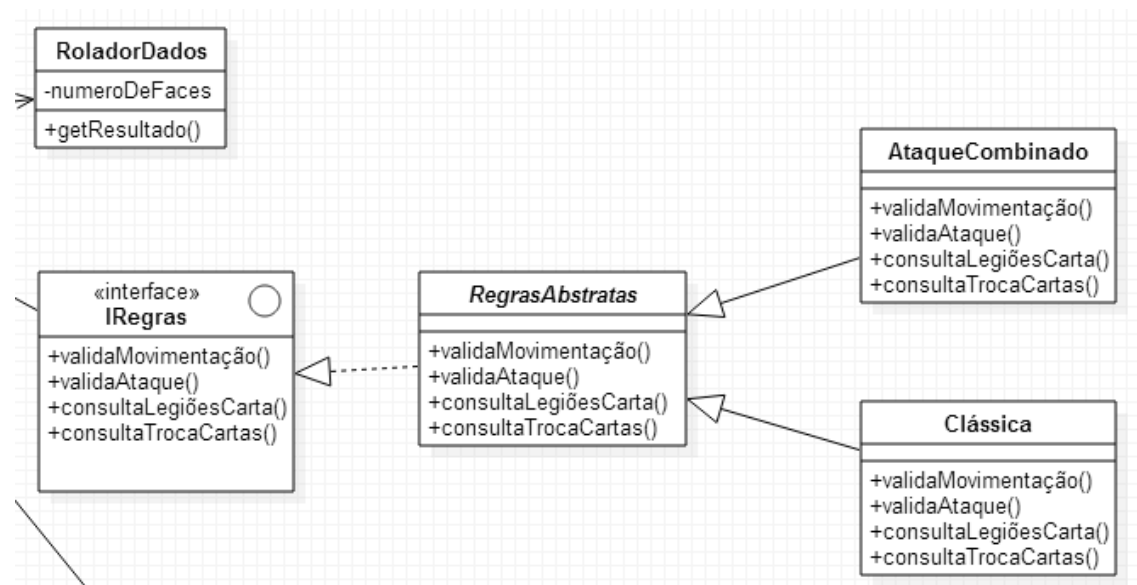 RoladorDados
-numeroDeFaces
+getResultado()
«interface»
IRegras
+validaMovimentação()
+validaAtaque()
+consultaLegiõesCarta()
+consultaTrocaCartas()
RegrasAbstratas
+validaMovimentação()
+validaAtaque()
+consultaLegiõesCarta()
+consultaTrocaCartas()
AtaqueCombinado
+validaMovimentação()
+validaAtaque()
+consultaLegiõesCarta()
+consultaTrocaCartas()
Clássica
+validaMovimentação()
+validaAtaque()
+consultaLegiõesCarta()
+consultaTrocaCartas()